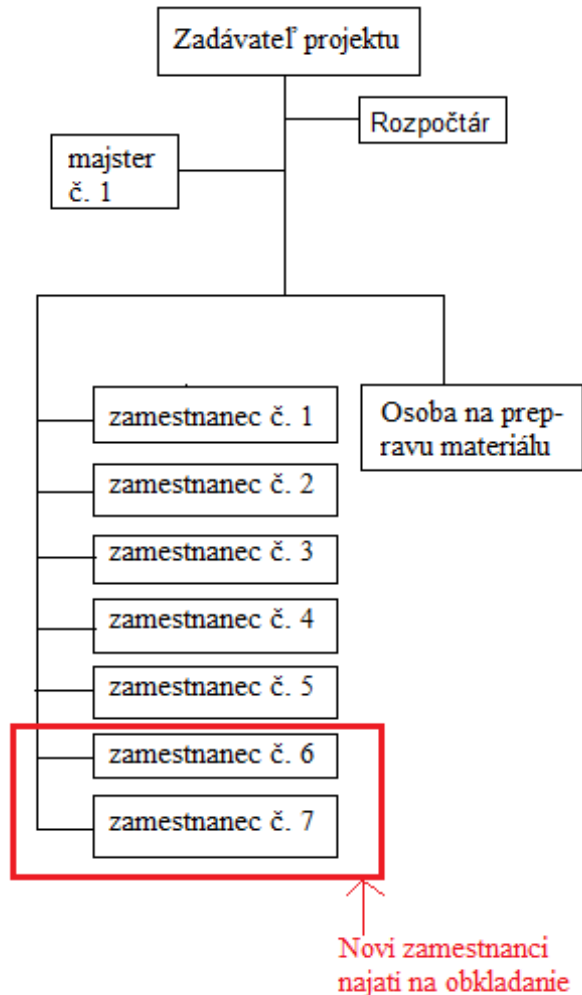 Zadávateľ projektu
Rozpočtár
majster
č. 1
zamestnanec č. 1
Osoba na prep-
ravu materiálu
zamestnanec č. 2
zamestnanec č. 3
zamestnanec č. 4
zamestnanec č. 5
zamestnanec č. 6
zamestnanec č. 7
Novi zamestnanci
najati na obkladanie